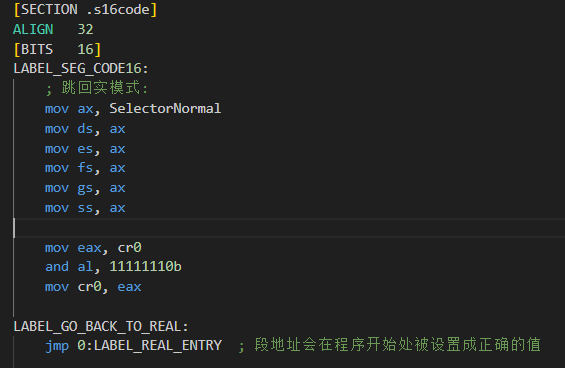 [SECTION .s16code]
ALIGN   32
[BITS   16]
LABEL_SEG_CODE16:
    ; 跳回实模式:
    mov ax, SelectorNormal
    mov ds, ax
    mov es, ax
    mov fs, ax
    mov gs, ax
    mov ss, ax
    mov eax, cr0
    and al, 11111110b
    mov cr0, eax
LABEL_GO_BACK_TO_REAL:
    jmp 0:LABEL_REAL_ENTRY  ; 段地址会在程序开始处被设置成正确的值